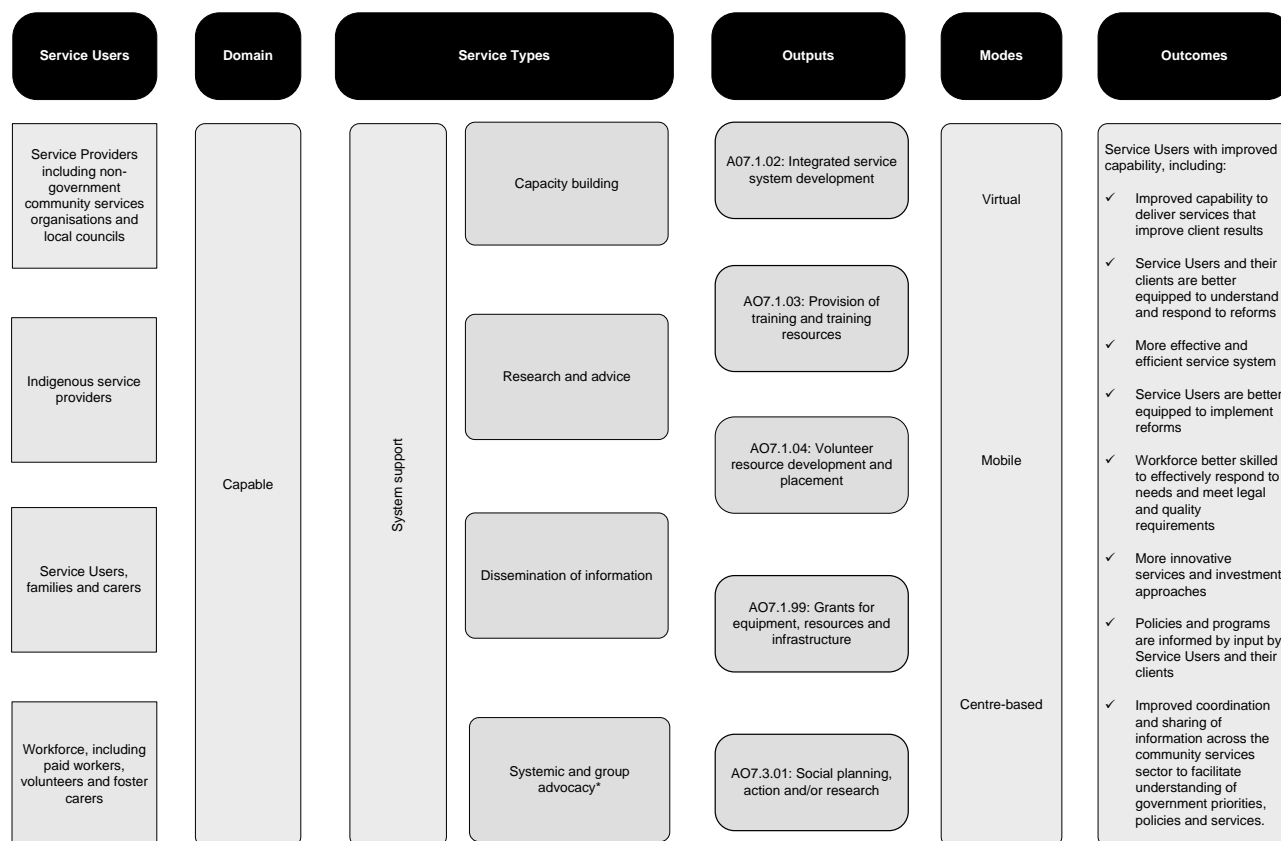 Service Users
Domain
Service Types
Outputs
Modes
Outcomes
Service Providers
including non-
government
community services
organisations and
local councils
Indigenous service
providers
Service Users,
families and carers
Workforce, including
paid workers,
volunteers and foster
carers
Capable
System support
Capacity building
Research and advice
Dissemination of information
Systemic and group
advocacy*
A07.1.02: Integrated service
system development
AO7.1.03: Provision of
training and training
resources
AO7.1.04: Volunteer
resource development and
placement
AO7.1.99: Grants for
equipment, resources and
infrastructure
AO7.3.01: Social planning,
action and/or research
Virtual
Mobile
Centre-based
Service Users with improved
capability, including:
✓ Improved capability to
deliver services that
improve client results
✓ Service Users and their
clients are better
equipped to understand
and respond to reforms
✓ More effective and
efficient service system
✓ Service Users are better
equipped to implement
reforms
✓ Workforce better skilled
to effectively respond to
needs and meet legal
and quality
requirements
✓ More innovative
services and investment
approaches
✓ Policies and programs
are informed by input by
Service Users and their
clients
✓ Improved coordination
and sharing of
information across the
community services
sector to facilitate
understanding of
government priorities,
policies and services.